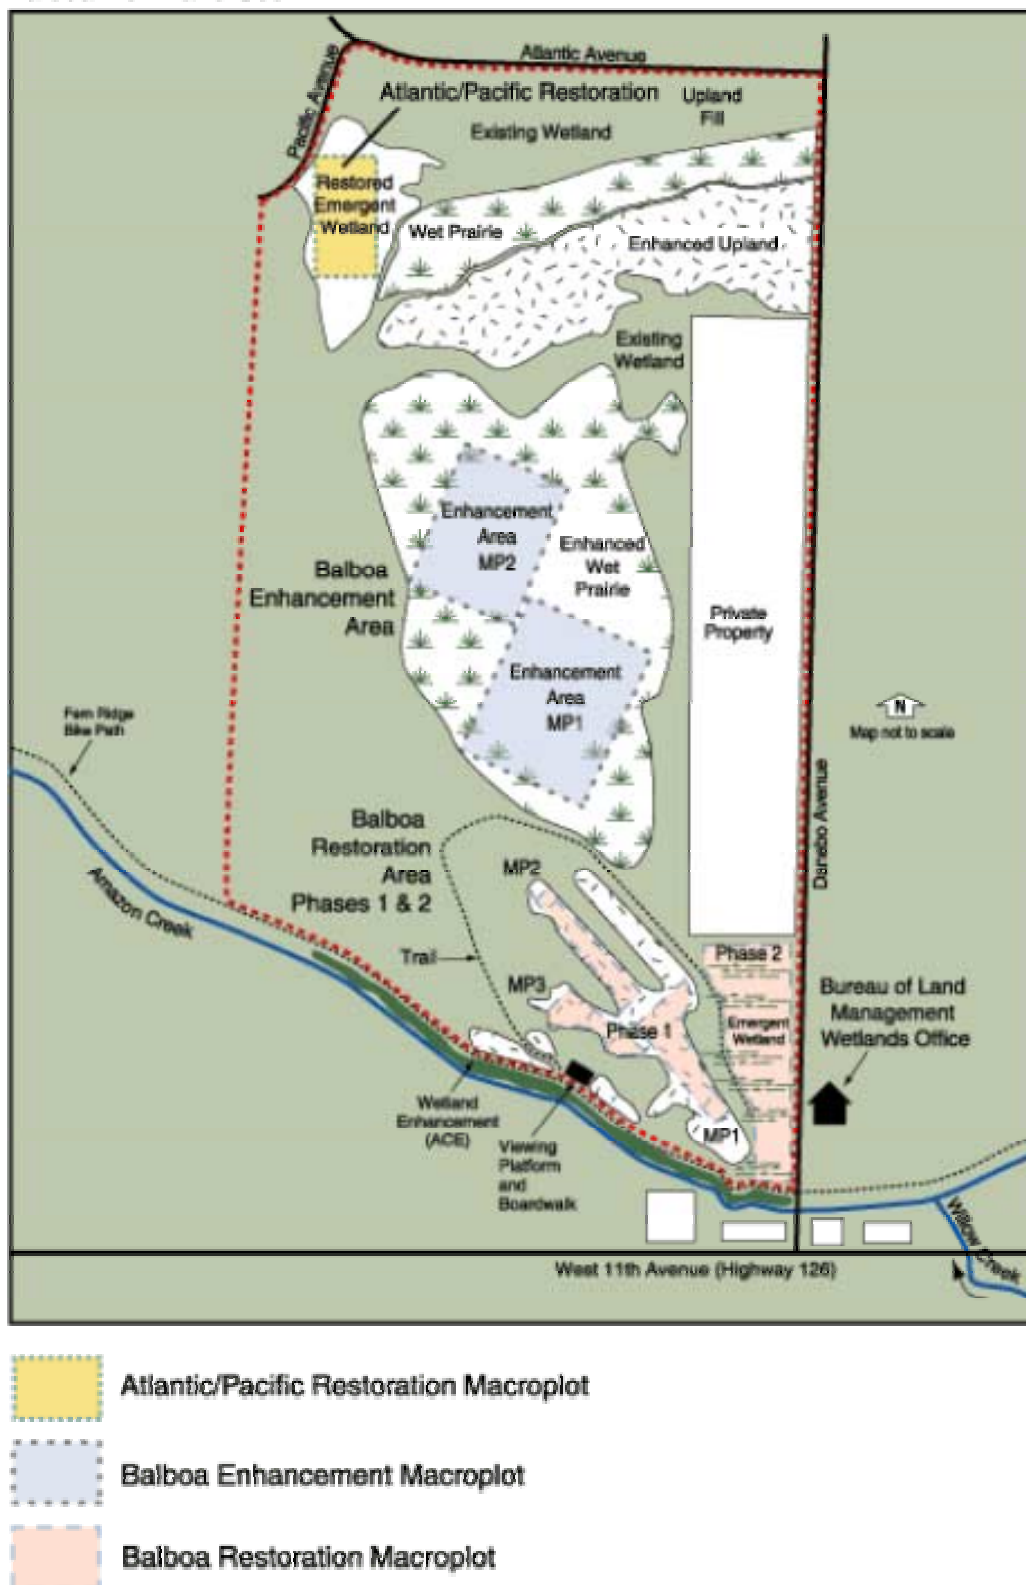 Atlantic Avenue
Pacific Avenue
Atlantic/Pacific Restoration
Upland
Fill
Existing Wetland
Restored
Emergent
Wetland
Wet Prairie
Enhanced Upland
Existing
Wetland
Enhancement
Area
MP2
Enhanced
Wet
Prairie
Balboa
Enhancement
Area
Private
Property
Enhancement
Area
MP1
N
Map not to scale
Fern Ridge
Bike Path
Danebo Avenue
Balboa
Restoration
Area
Phases 1 & 2
MP2
Amazon Creek
Trail
Phase 2
MP3
Bureau of Land
Management
Wetlands Office
Phase 1
Emergent
Wetland
Wetland
Enhancement
(ACE)
MP1
Viewing
Platform
and
Boardwalk
Willow Creek
West 11th Avenue (Highway 126)
Atlantic/Pacific Restoration Macroplot
Balboa Enhancement Macroplot
Balboa Restoration Macroplot